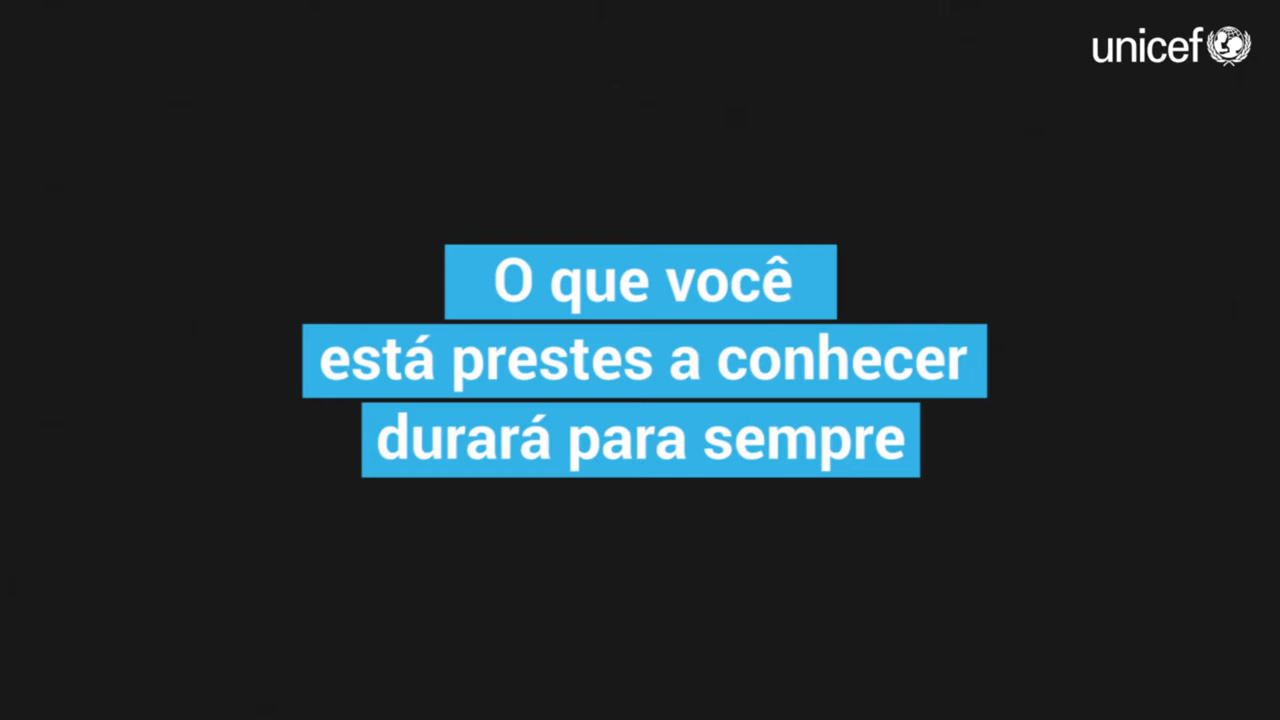 unicef
O que você
está prestes a conhecer
durará para sempre